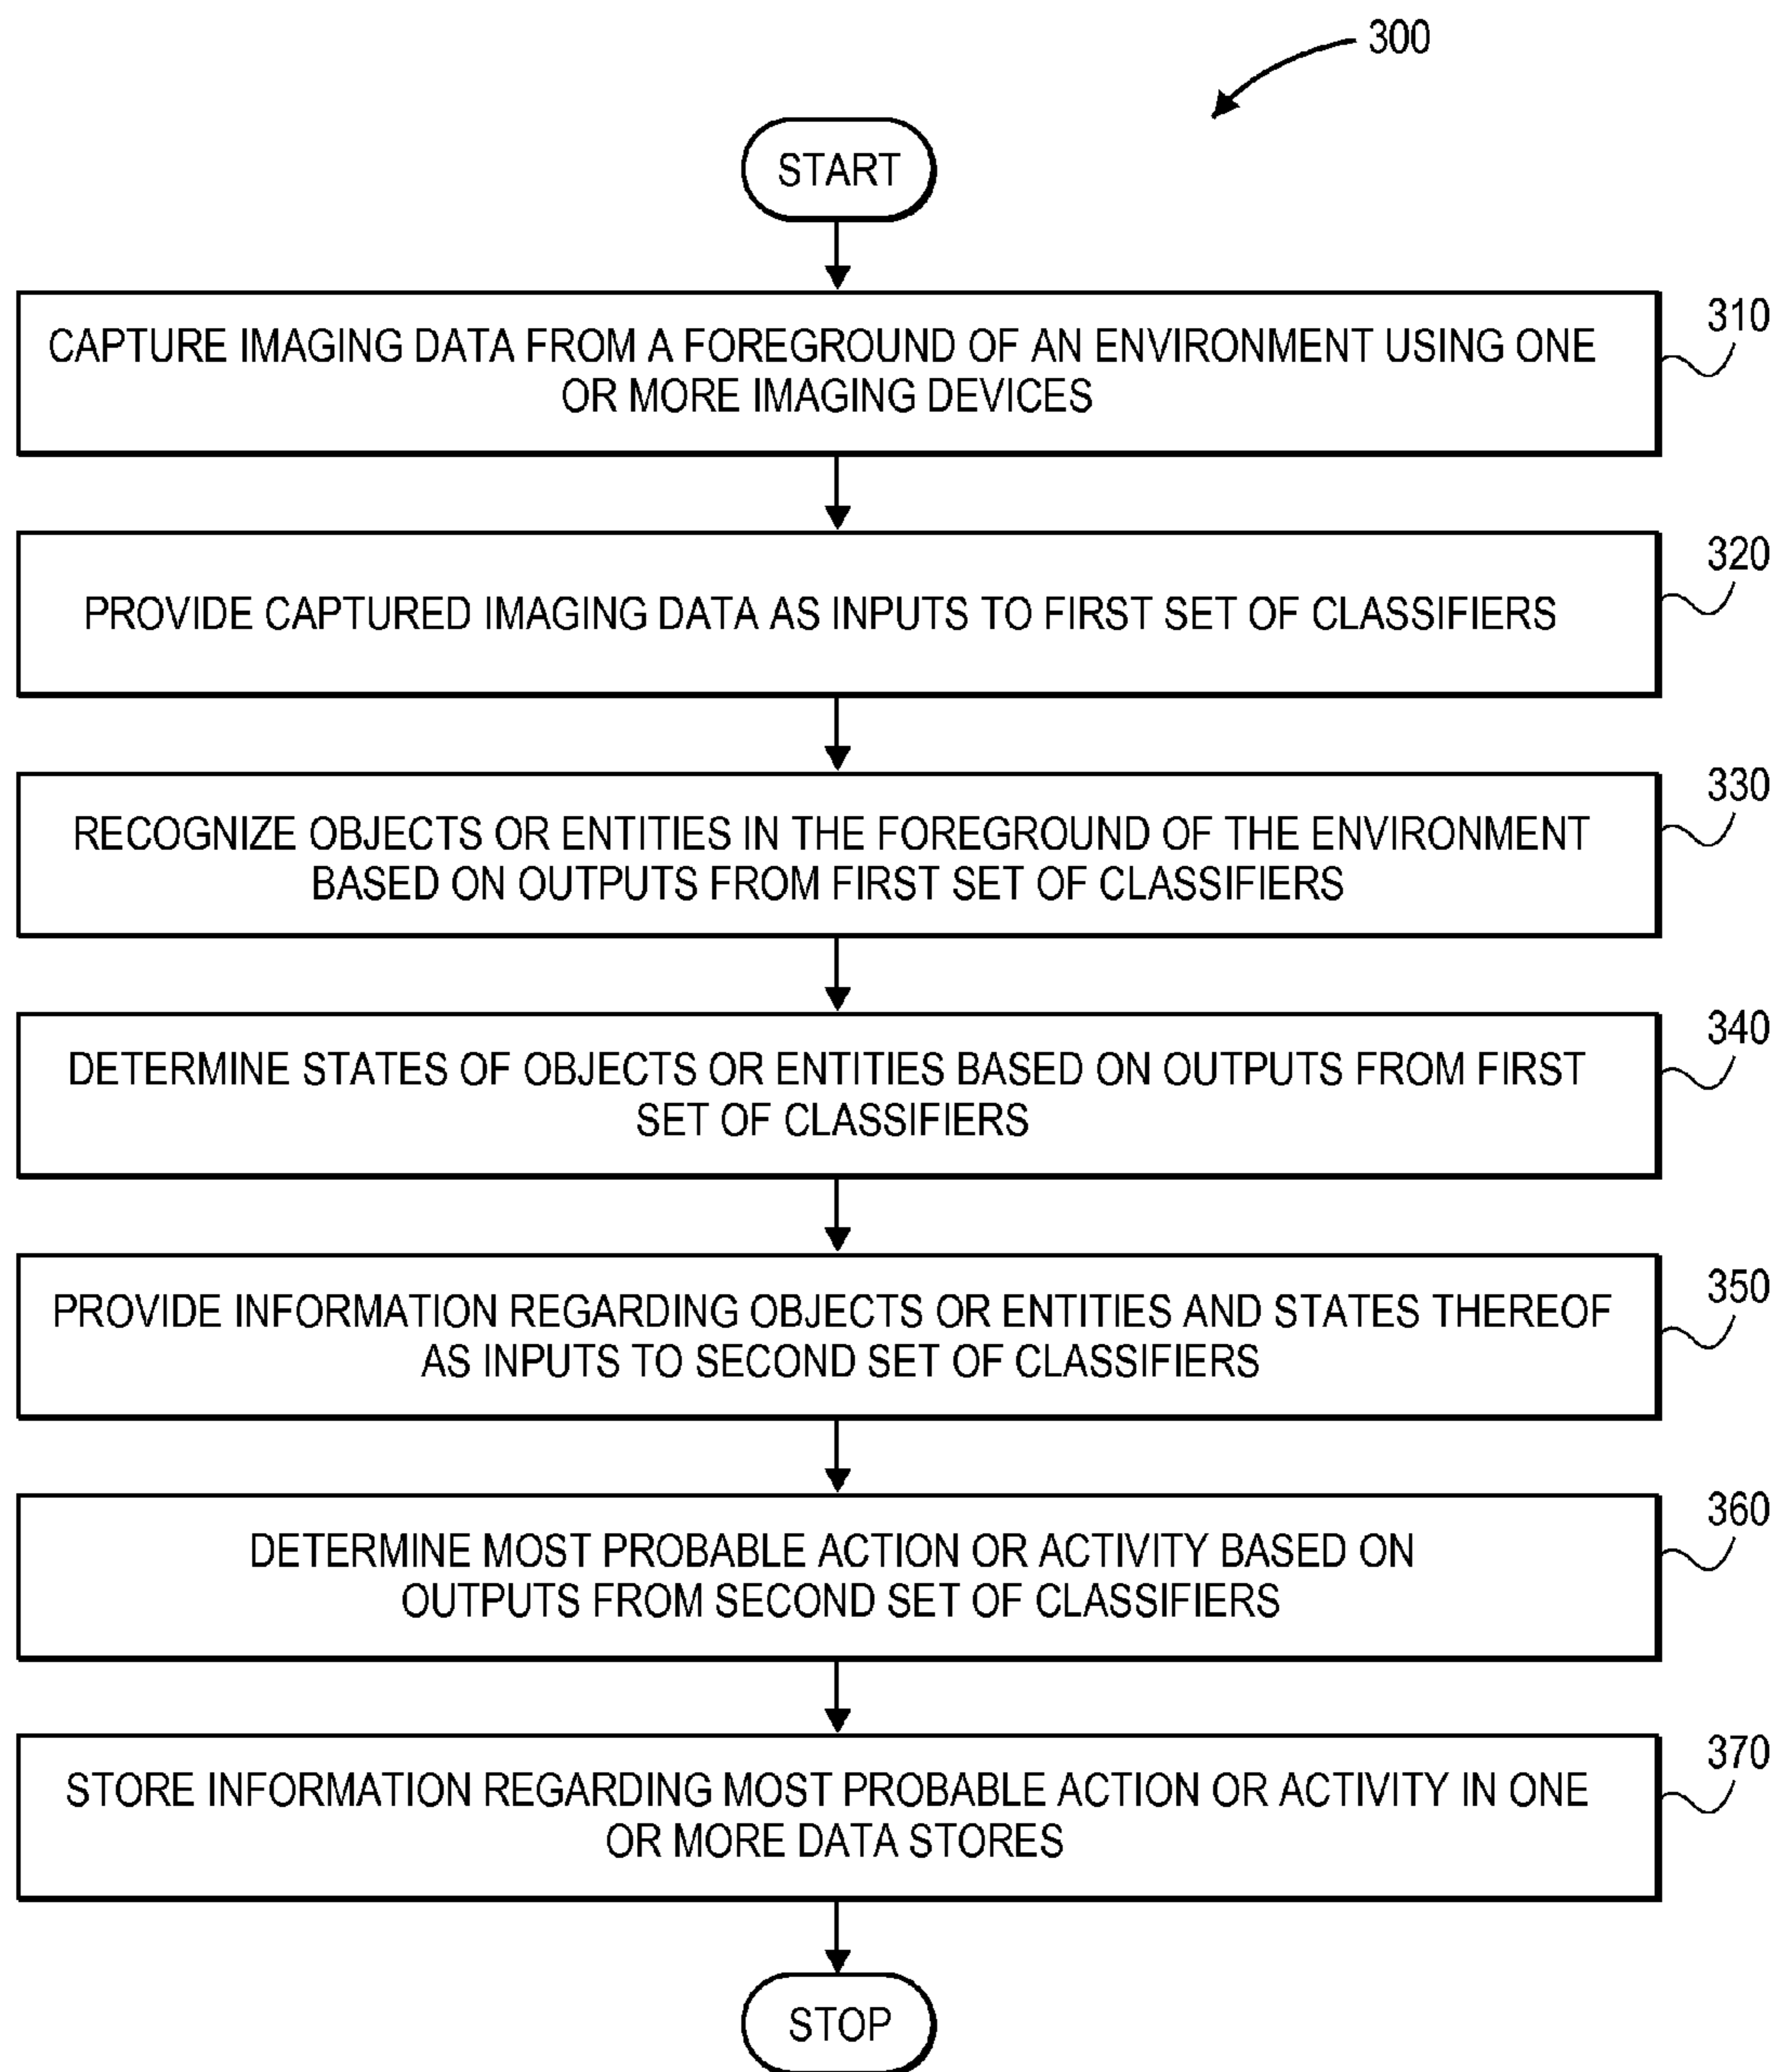 300
START
310
CAPTURE IMAGING DATA FROM A FOREGROUND OF AN ENVIRONMENT USING ONE
OR MORE IMAGING DEVICES
320
PROVIDE CAPTURED IMAGING DATA AS INPUTS TO FIRST SET OF CLASSIFIERS
330
RECOGNIZE OBJECTS OR ENTITIES IN THE FOREGROUND OF THE ENVIRONMENT
BASED ON OUTPUTS FROM FIRST SET OF CLASSIFIERS
340
DETERMINE STATES OF OBJECTS OR ENTITIES BASED ON OUTPUTS FROM FIRST
SET OF CLASSIFIERS
350
PROVIDE INFORMATION REGARDING OBJECTS OR ENTITIES AND STATES THEREOF
AS INPUTS TO SECOND SET OF CLASSIFIERS
360
DETERMINE MOST PROBABLE ACTION OR ACTIVITY BASED ON
OUTPUTS FROM SECOND SET OF CLASSIFIERS
370
STORE INFORMATION REGARDING MOST PROBABLE ACTION OR ACTIVITY IN ONE
OR MORE DATA STORES
STOP